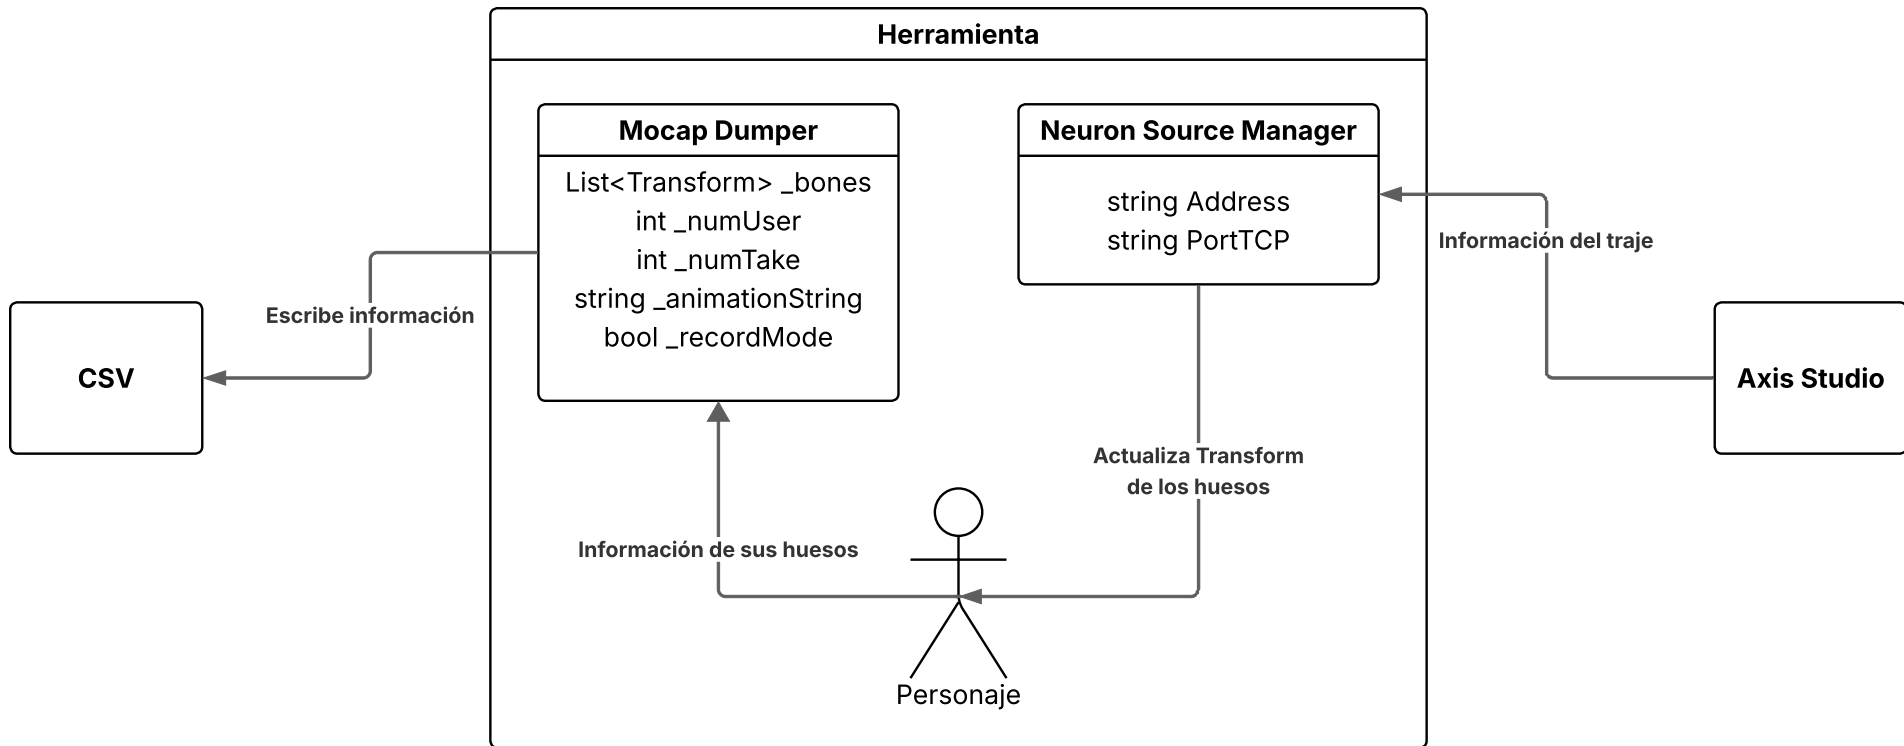 Herramienta
Mocap Dumper
List<Transform> _bones
int _numUser
int _numTake
string _animationString
bool _recordMode
Neuron Source Manager
string Address
string PortTCP
Información del traje
Escribe información
CSV
Axis Studio
Actualiza Transform
de los huesos
Información de sus huesos
Personaje